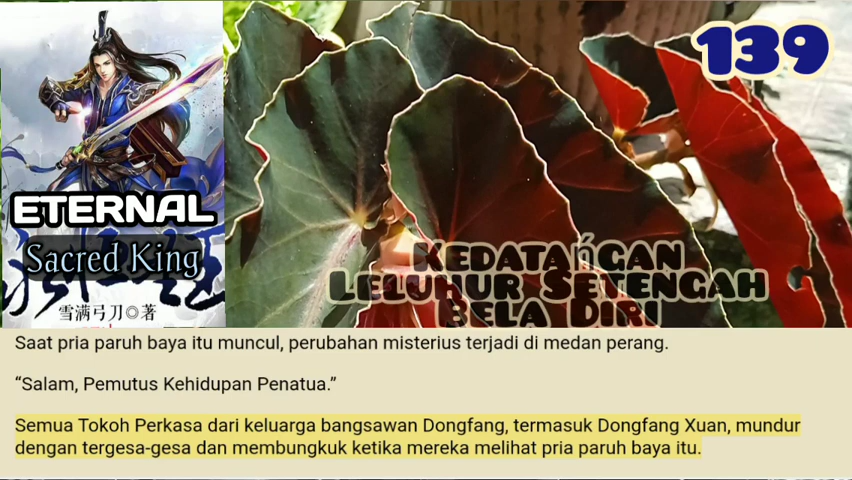 139
ETERNAL
Sacred King
雪满弓刀◎著
KEDATAńGAN
LELUHUR SETENGAH
BELA DIRI
Saat pria paruh baya itu muncul, perubahan misterius terjadi di medan perang.
“Salam, Pemutus Kehidupan Penatua.”
Semua Tokoh Perkasa dari keluarga bangsawan Dongfang, termasuk Dongfang Xuan, mundur
dengan tergesa-gesa dan membungkuk ketika mereka melihat pria paruh baya itu.